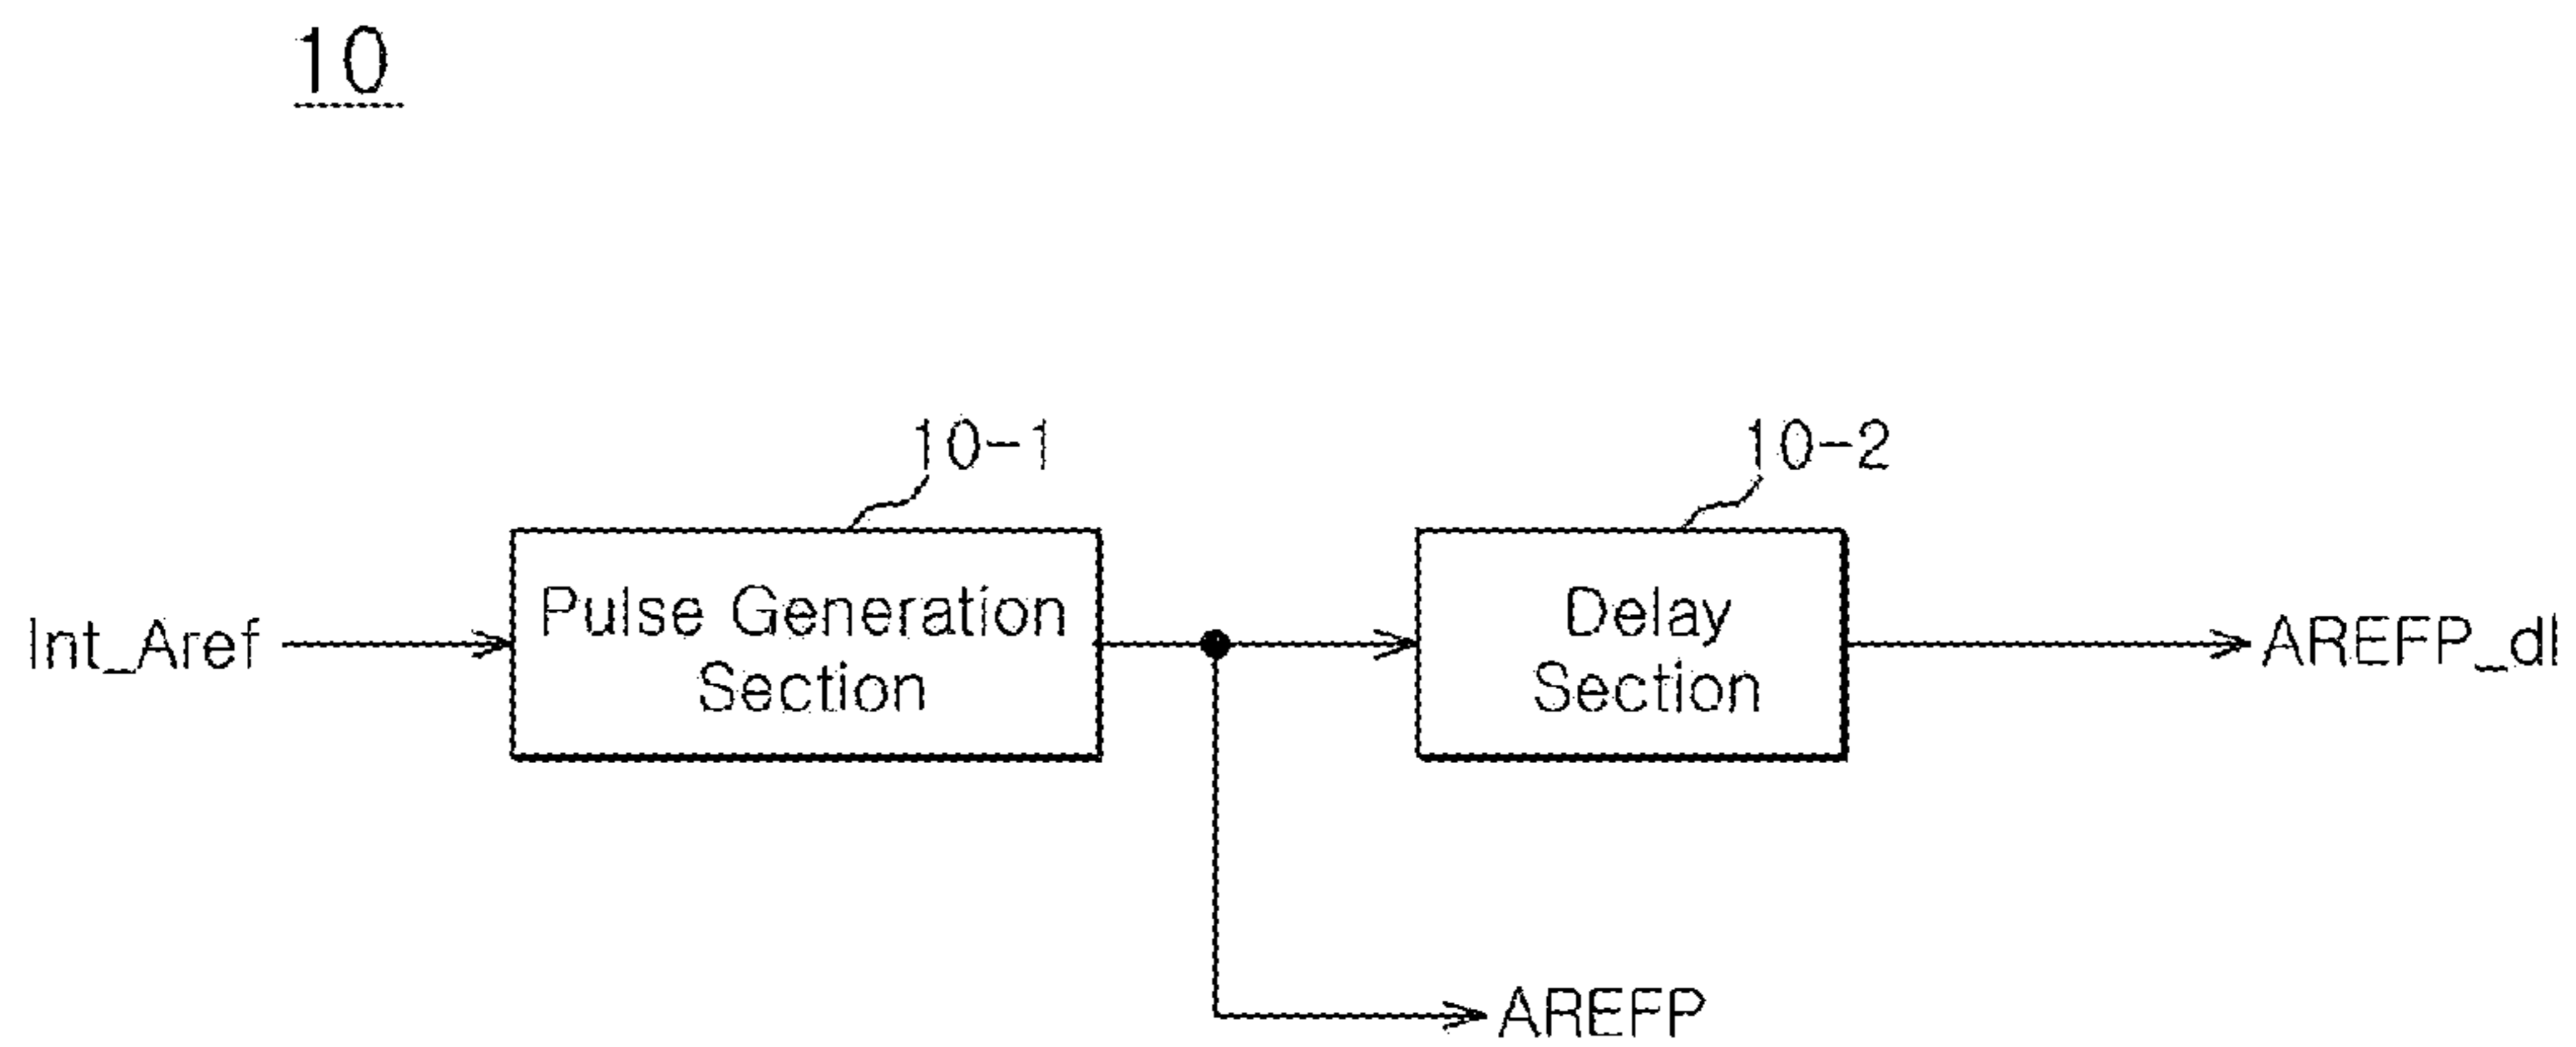 10
10-1
10-2
Int_Aref
Pulse Generation
Section
Delay
Section
AREFP_dl
AREFP